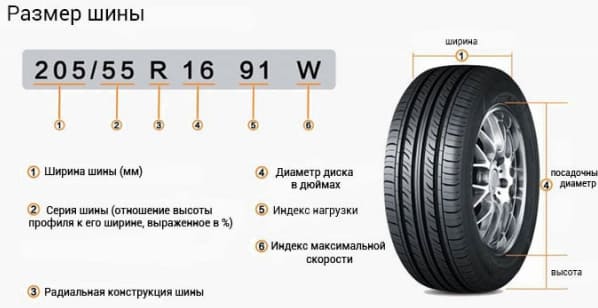 Размер шины
205/55 R 16 91 W
1 2 3 4 5 6
1 Ширина шины (мм)
2 Серия шины (отношение высоты
профиля к его ширине, выраженное в %)
3 Радиальная конструкция шины
4 Диаметр диска
в дюймах
5 Индекс нагрузки
6 Индекс максимальной
скорости
ширина
1
посадочный
4 диаметр
высота